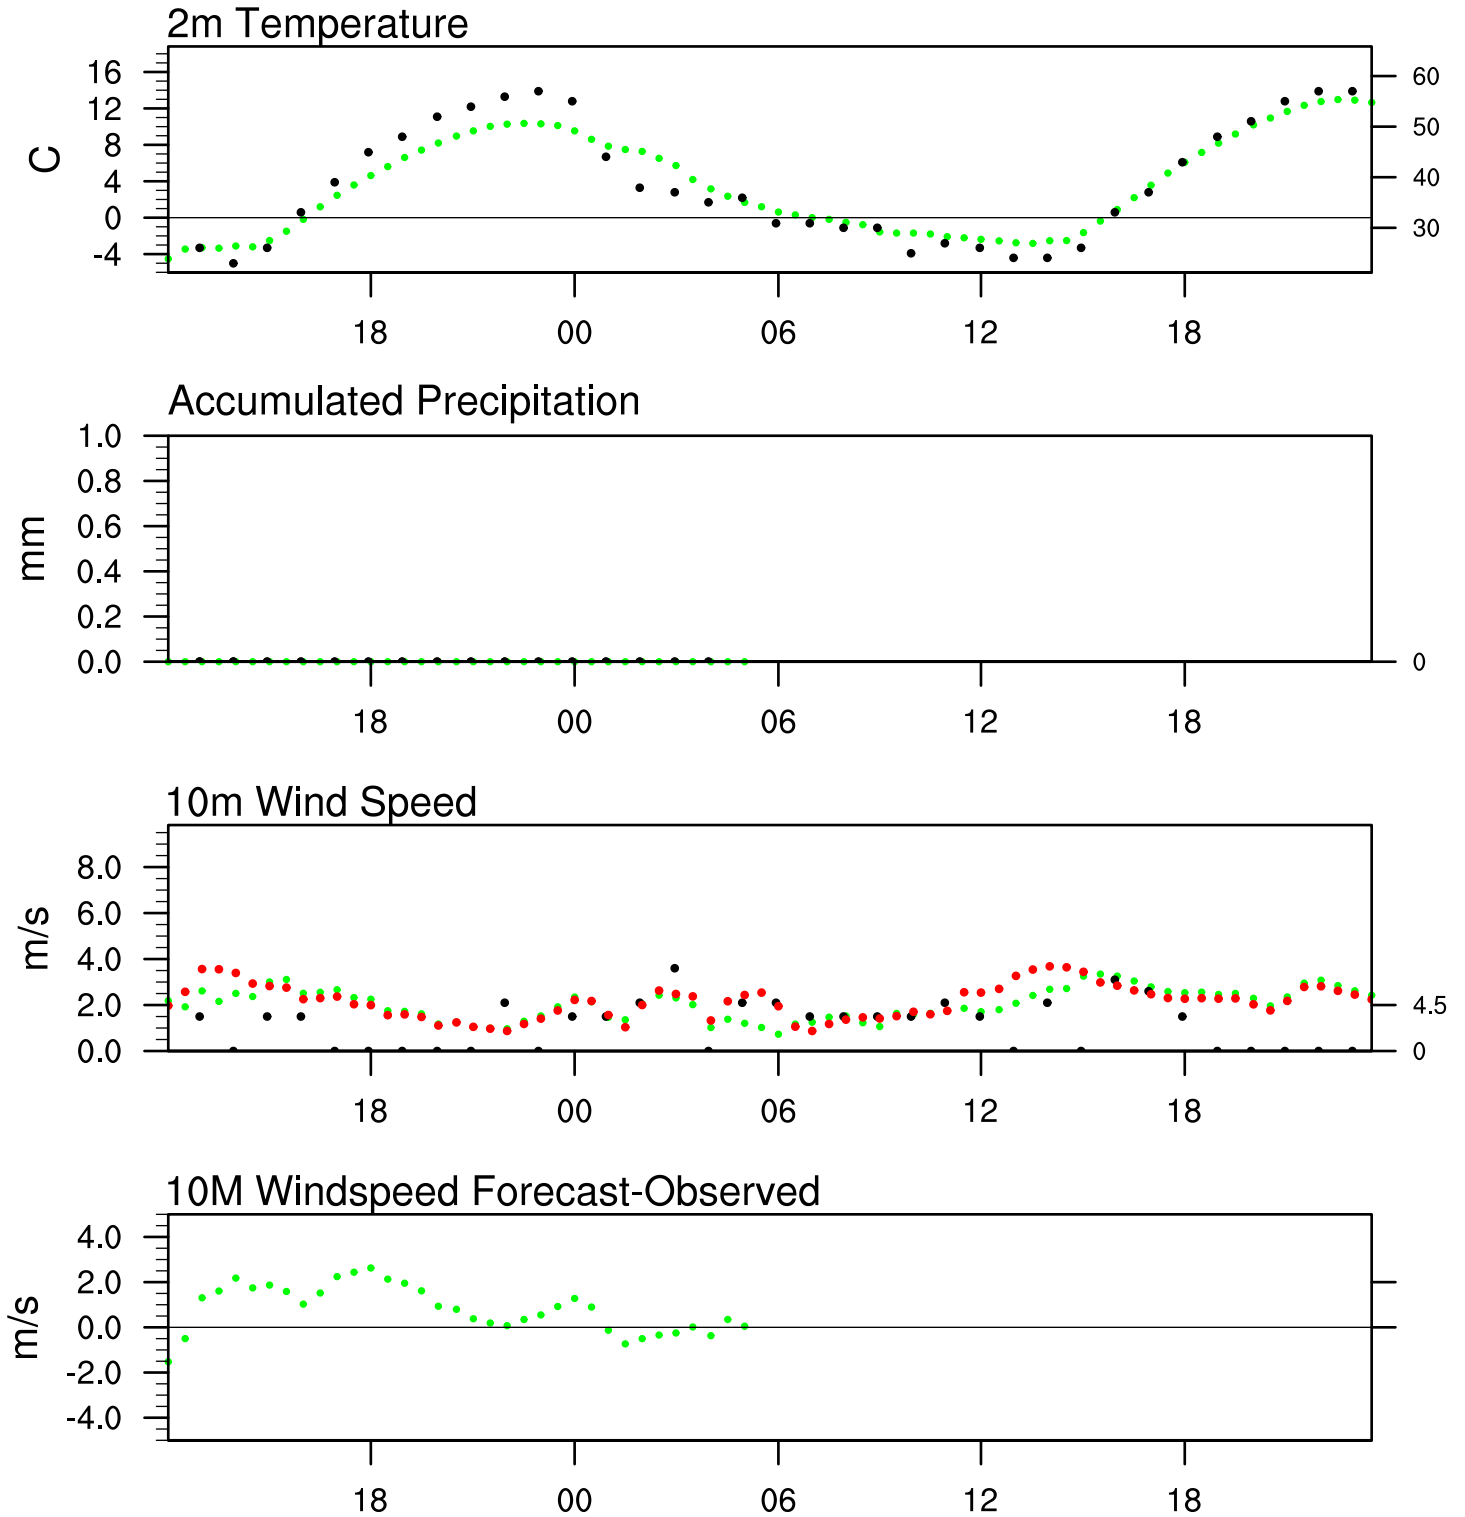 2m Temperature
C
16
12
8
4
0
-4
60
50
40
30
18 00 06 12 18
Accumulated Precipitation
mm
1.0
0.8
0.6
0.4
0.2
0.0
0
18 00 06 12 18
10m Wind Speed
m/s
8.0
6.0
4.0
2.0
0.0
4.5
0
18 00 06 12 18
10M Windspeed Forecast-Observed
m/s
4.0
2.0
0.0
-2.0
-4.0
18 00 06 12 18